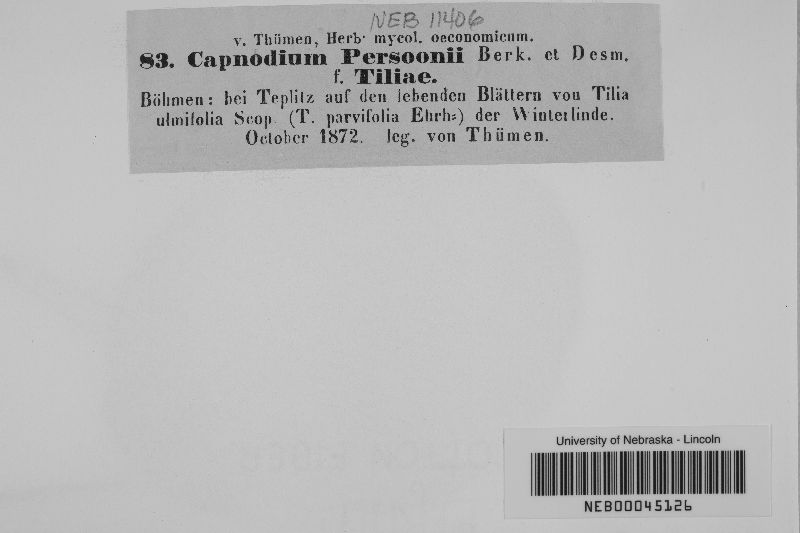 NEB 11406
v. Thümen, Herb. mycol. oeconomicum.
83. Capnodium Persoonii Berk. et Desm.
f. Tiliae.
Böhmen: bei Teplitz auf den lebenden Blättern von Tilia
ulmifolia Scop. (T. parvifolia Ehrh.) der Winterlinde.
October 1872. leg. von Thümen.
University of Nebraska - Lincoln
NEB00045126